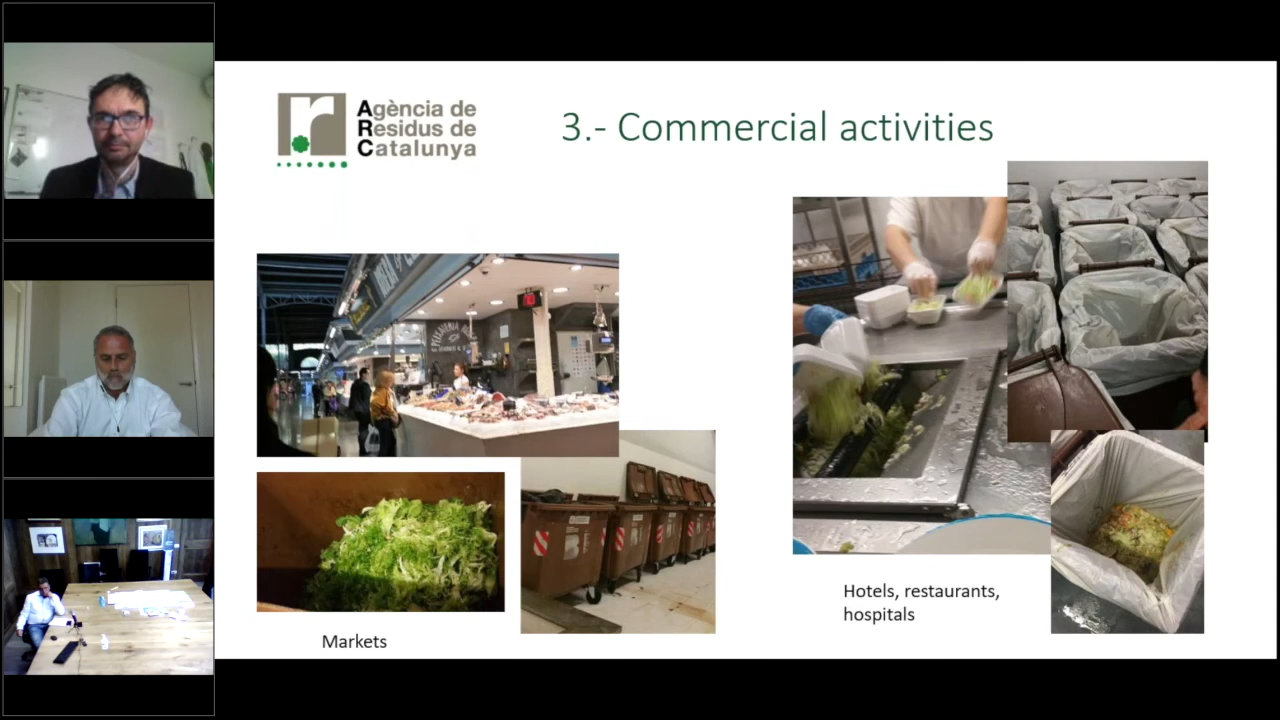 Agència de
Residus de
Catalunya
3.- Commercial activities
Markets
Hotels, restaurants,
hospitals